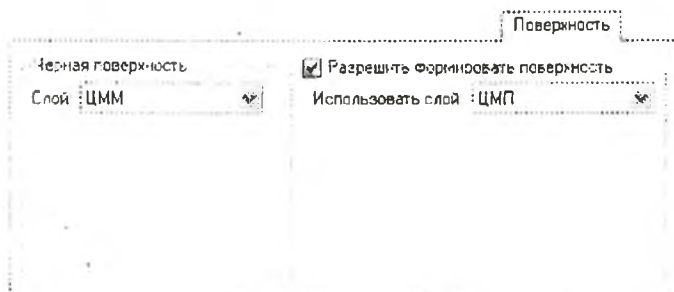 Поверхность
Черная поверхность
Слой ЦММ
Разрешить формировать поверхность
Использовать слой ЦМП